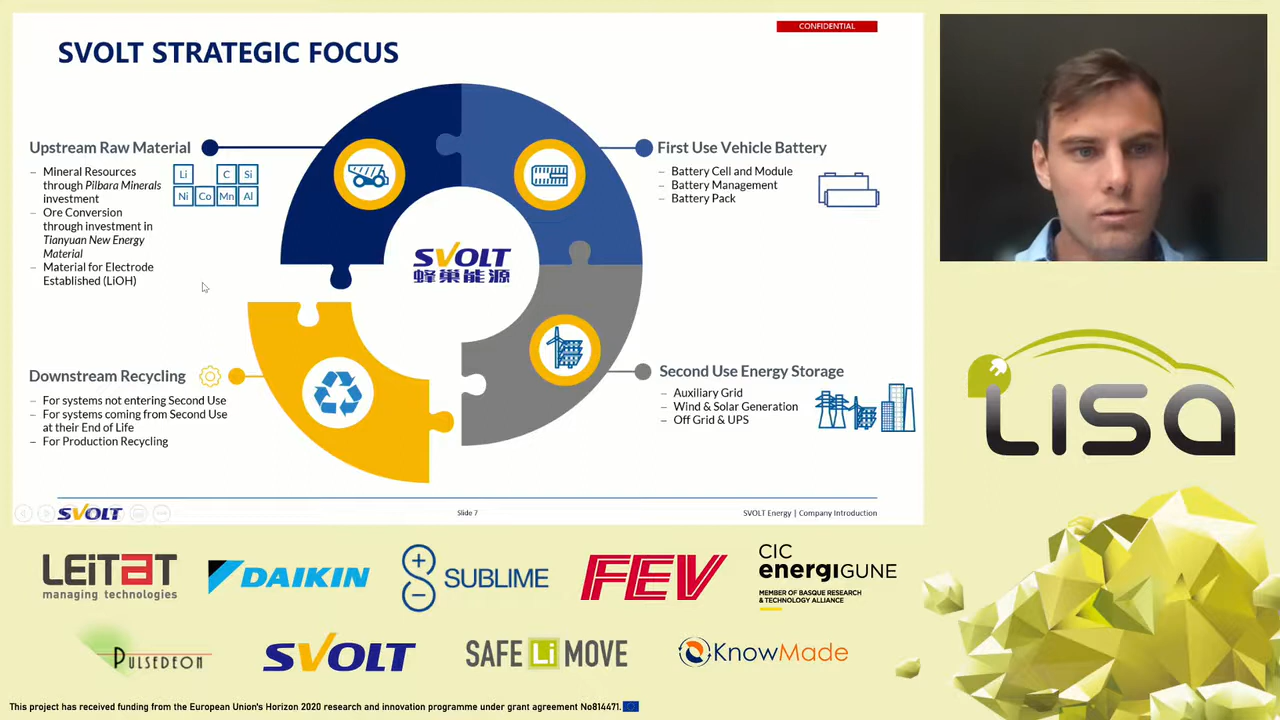 CONFIDENTIAL
SVOLT STRATEGIC FOCUS
Upstream Raw Material
– Mineral Resources
through Pilbara Minerals
investment
– Ore Conversion
through investment in
Tianyuan New Energy
Material
– Material for Electrode
Established (LiOH)
Li C Si
Ni Co Mn Al
First Use Vehicle Battery
– Battery Cell and Module
– Battery Management
– Battery Pack
SVOLT
蜂巢能源
Downstream Recycling
– For systems not entering Second Use
– For systems coming from Second Use
at their End of Life
– For Production Recycling
Second Use Energy Storage
– Auxiliary Grid
– Wind & Solar Generation
– Off Grid & UPS
SVOLT
Slide 7
SVOLT Energy | Company Introduction
LISA
LEITAT
managing technologies
DAIKIN
SUBLIME
FEV
CIC
energiGUNE
MEMBER OF BASQUE RESEARCH
& TECHNOLOGY ALLIANCE
PULSEDEON
SVOLT
SAFE Li MOVE
KnowMade
This project has received funding from the European Union's Horizon 2020 research and innovation programme under grant agreement No814471.